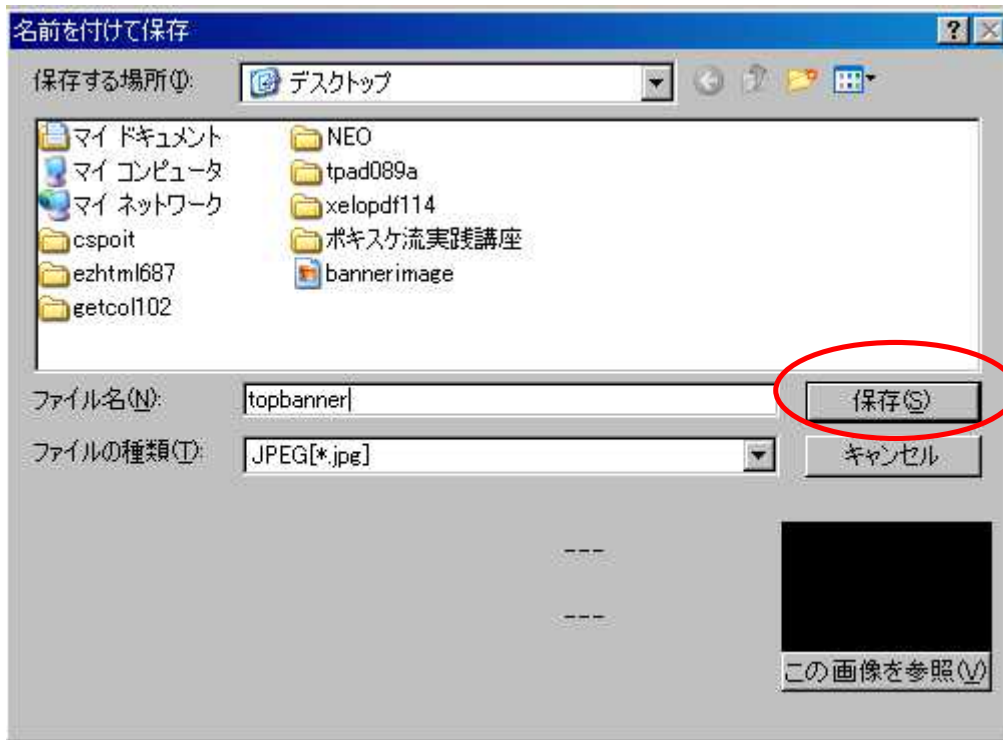 名前を付けて保存
保存する場所(I):
デスクトップ
マイ ドキュメント
マイ コンピュータ
マイ ネットワーク
cspoit
ezhtml687
getcol102
NEO
tpad089a
xelopdf114
ポキスケ流実践講座
bannerimage
ファイル名(N):
topbanner
保存(S)
ファイルの種類(T):
JPEG[*.jpg]
キャンセル
---
---
この画像を参照(V)